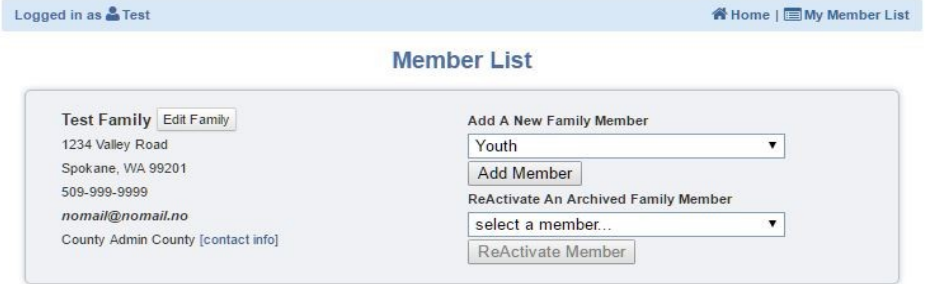 Logged in as Test
Home | My Member List
Member List
Test Family Edit Family
1234 Valley Road
Spokane, WA 99201
509-999-9999
nomail@nomail.no
County Admin County [contact info]
Add A New Family Member
Youth
Add Member
ReActivate An Archived Family Member
select a member...
ReActivate Member